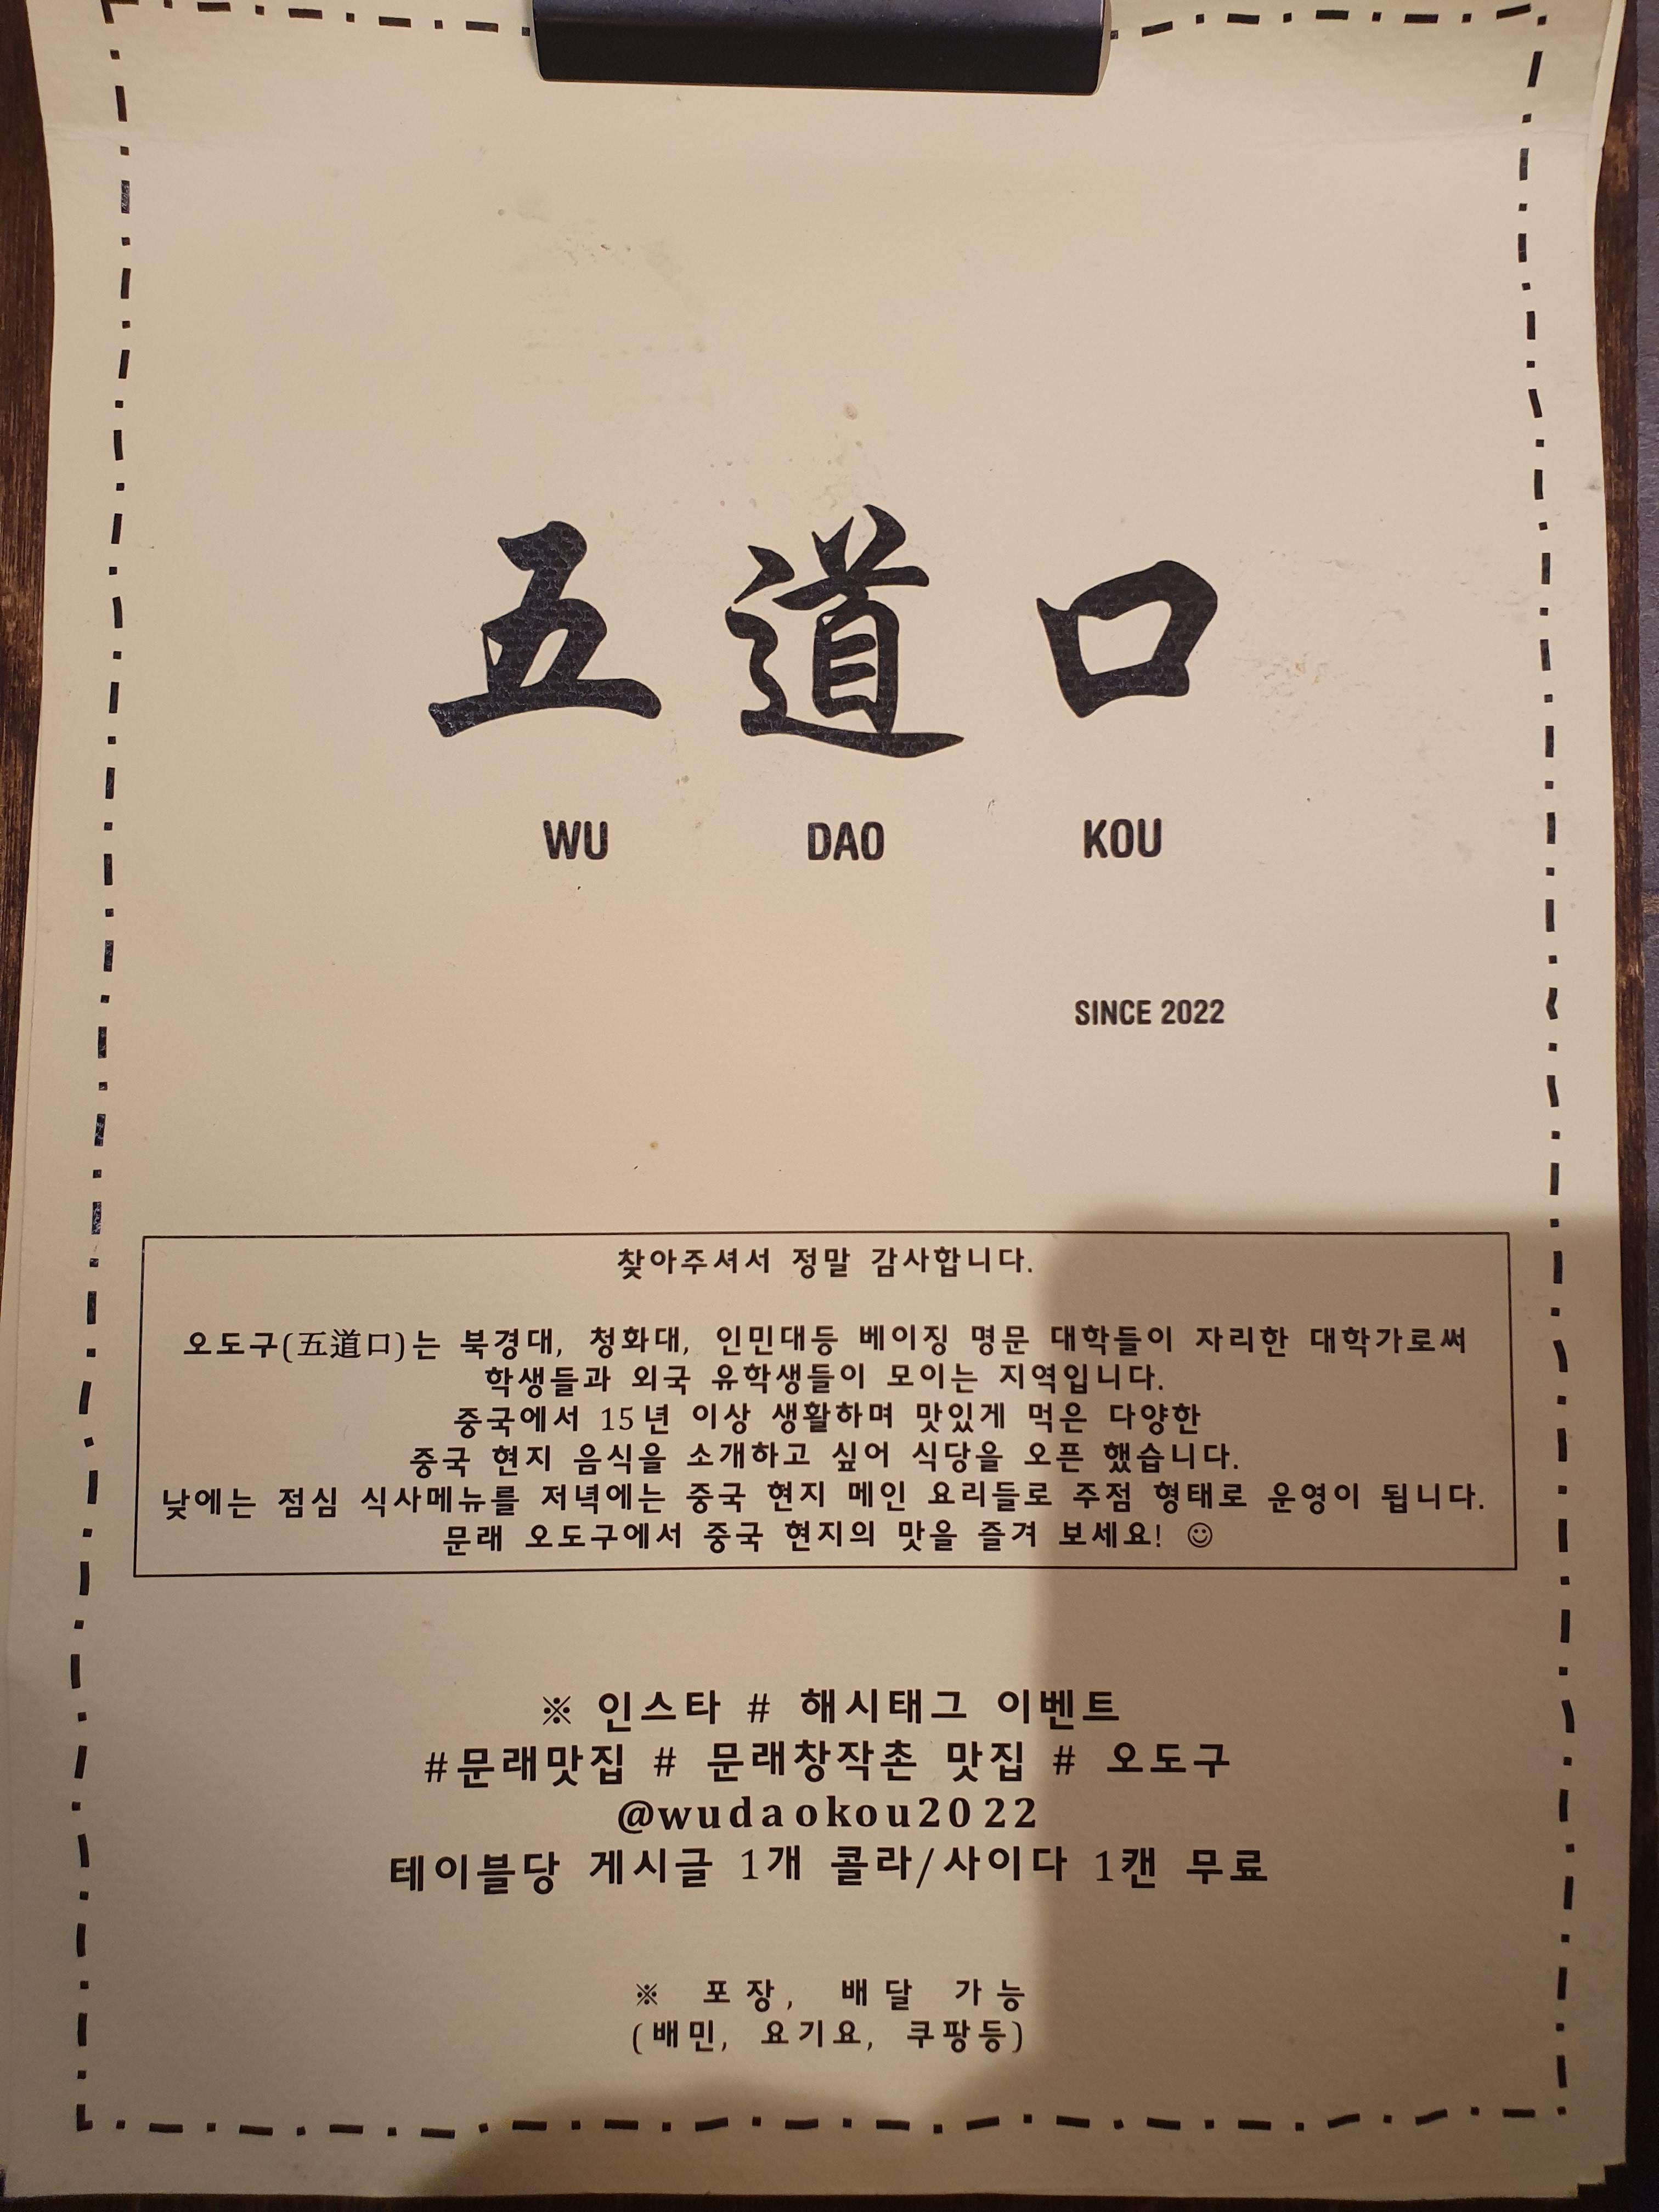 五道口
WU DAO KOU
SINCE 2022
찾아주셔서 정말 감사합니다.
오도구(五道口)는 북경대, 청화대, 인민대등 베이징 명문 대학들이 자리한 대학가로써
학생들과 외국 유학생들이 모이는 지역입니다.
중국에서 15년 이상 생활하며 맛있게 먹은 다양한
중국 현지 음식을 소개하고 싶어 식당을 오픈 했습니다.
낮에는 점심 식사메뉴를 저녁에는 중국 현지 메인 요리들로 주점 형태로 운영이 됩니다.
문래 오도구에서 중국 현지의 맛을 즐겨 보세요! ☺
※ 인스타 # 해시태그 이벤트
#문래맛집 # 문래창작촌 맛집 # 오도구
@wudaokou2022
테이블당 게시글 1개 콜라/사이다 1캔 무료
※ 포장, 배달 가능
(배민, 요기요, 쿠팡등)